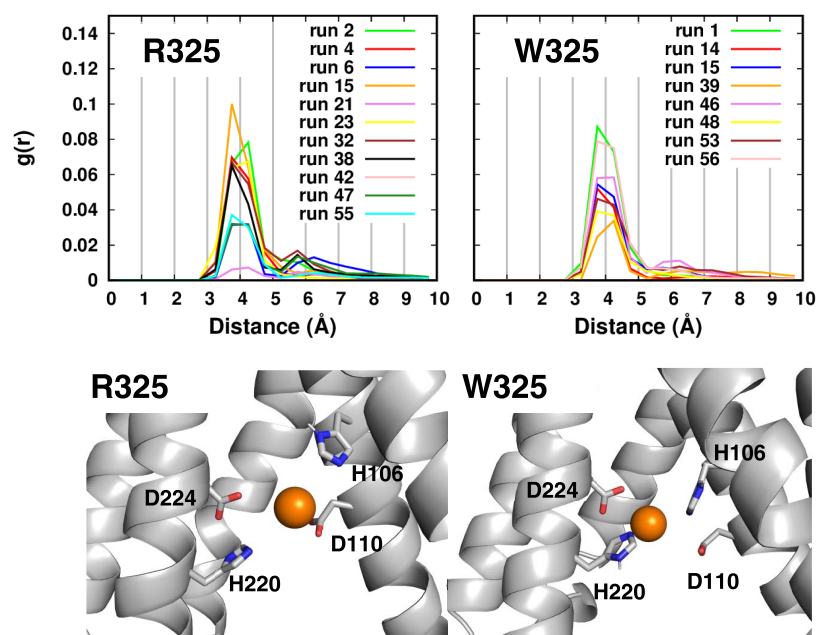 R325
g(r)
0.14
0.12
0.1
0.08
0.06
0.04
0.02
0
run 2
run 4
run 6
run 15
run 21
run 23
run 32
run 38
run 42
run 47
run 55
0 1 2 3 4 5 6 7 8 9 10
Distance (Å)
W325
run 1
run 14
run 15
run 39
run 46
run 48
run 53
run 56
0 1 2 3 4 5 6 7 8 9 10
Distance (Å)
R325
H106
D224
D110
H220
W325
H106
D224
D110
H220